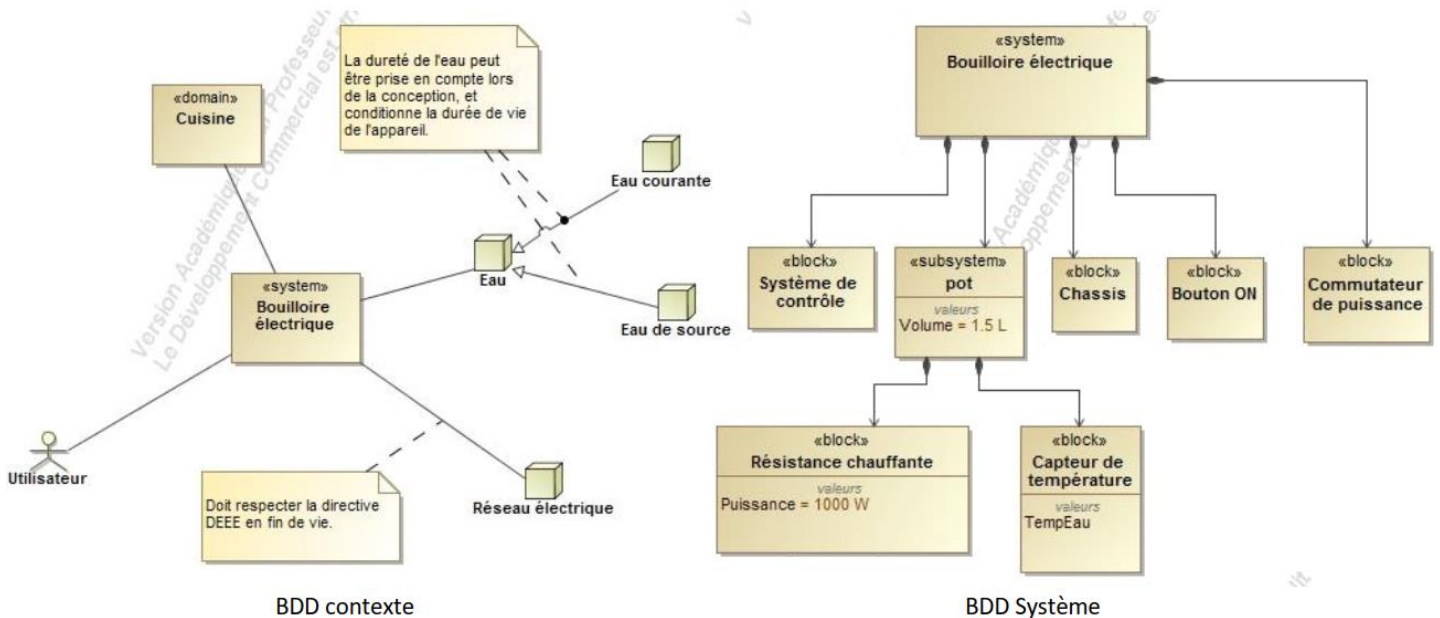 «domain»
Cuisine
La dureté de l'eau peut
être prise en compte lors
de la conception, et
conditionne la durée de vie
de l'appareil.
Eau courante
Eau
Eau de source
«system»
Bouilloire
électrique
Utilisateur
Doit respecter la directive
DEEE en fin de vie.
Réseau électrique
BDD contexte
«system»
Bouilloire électrique
«block»
Système de
contrôle
«subsystem»
pot
valeurs
Volume = 1.5 L
«block»
Chassis
«block»
Bouton ON
«block»
Commutateur
de puissance
«block»
Résistance chauffante
valeurs
Puissance = 1000 W
«block»
Capteur de
température
valeurs
TempEau
BDD Système